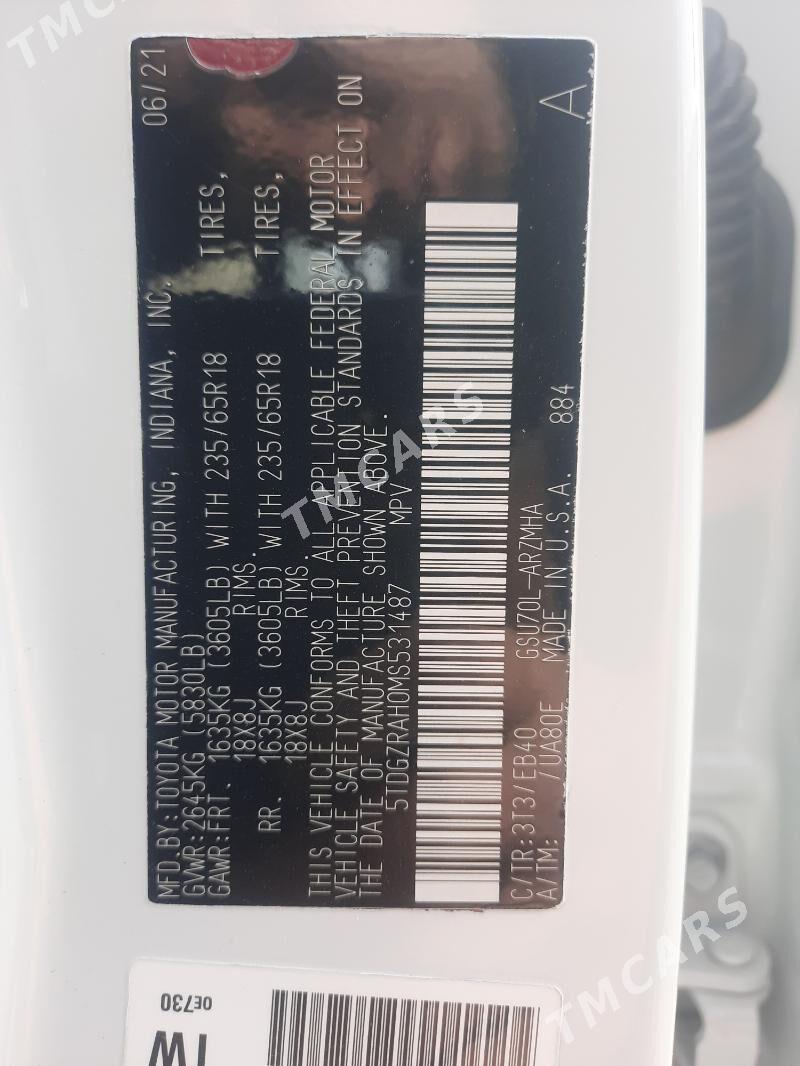 MFD.BY:TOYOTA MOTOR MANUFACTURING, INDIANA, INC. 06/21
GVWR:2645KG (5830LB)
GAWR:FRT. 1635KG (3605LB) WITH 235/65R18 TIRES,
18X8J RIMS.
RR. 1635KG (3605LB) WITH 235/65R18 TIRES,
18X8J RIMS.
THIS VEHICLE CONFORMS TO ALL APPLICABLE FEDERAL MOTOR
VEHICLE SAFETY AND THEFT PREVENTION STANDARDS IN EFFECT ON
THE DATE OF MANUFACTURE SHOWN ABOVE.
5TDGZRAH0MS531487 MPV
C/TR:3T3/EB40 GSU70L-ARZMHA A
A/TM: /UA80E MADE IN U.S.A. 884
0E730
TMCARS
TMCARS
TMCARS